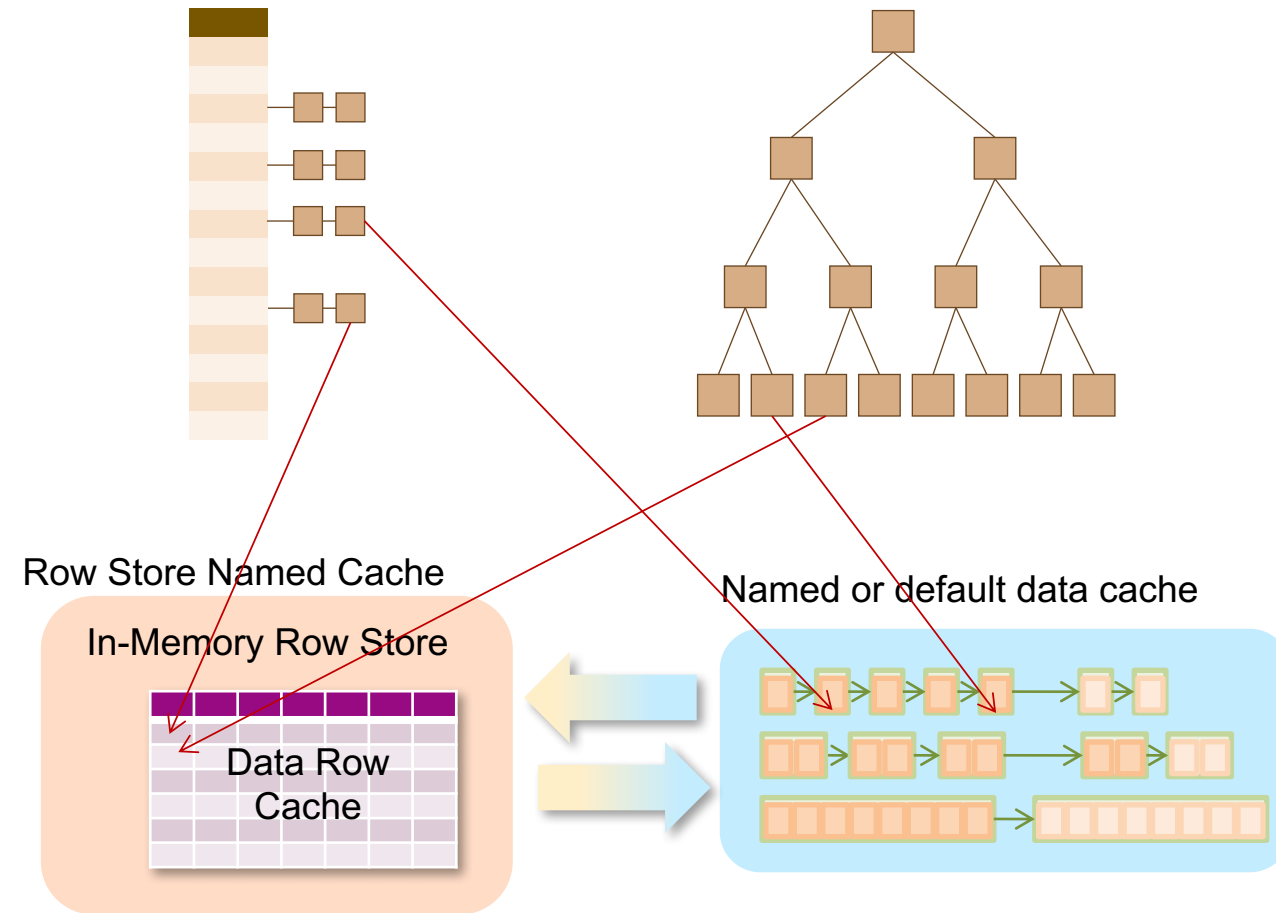 Row Store Named Cache
In-Memory Row Store
Data Row
Cache
Named or default data cache